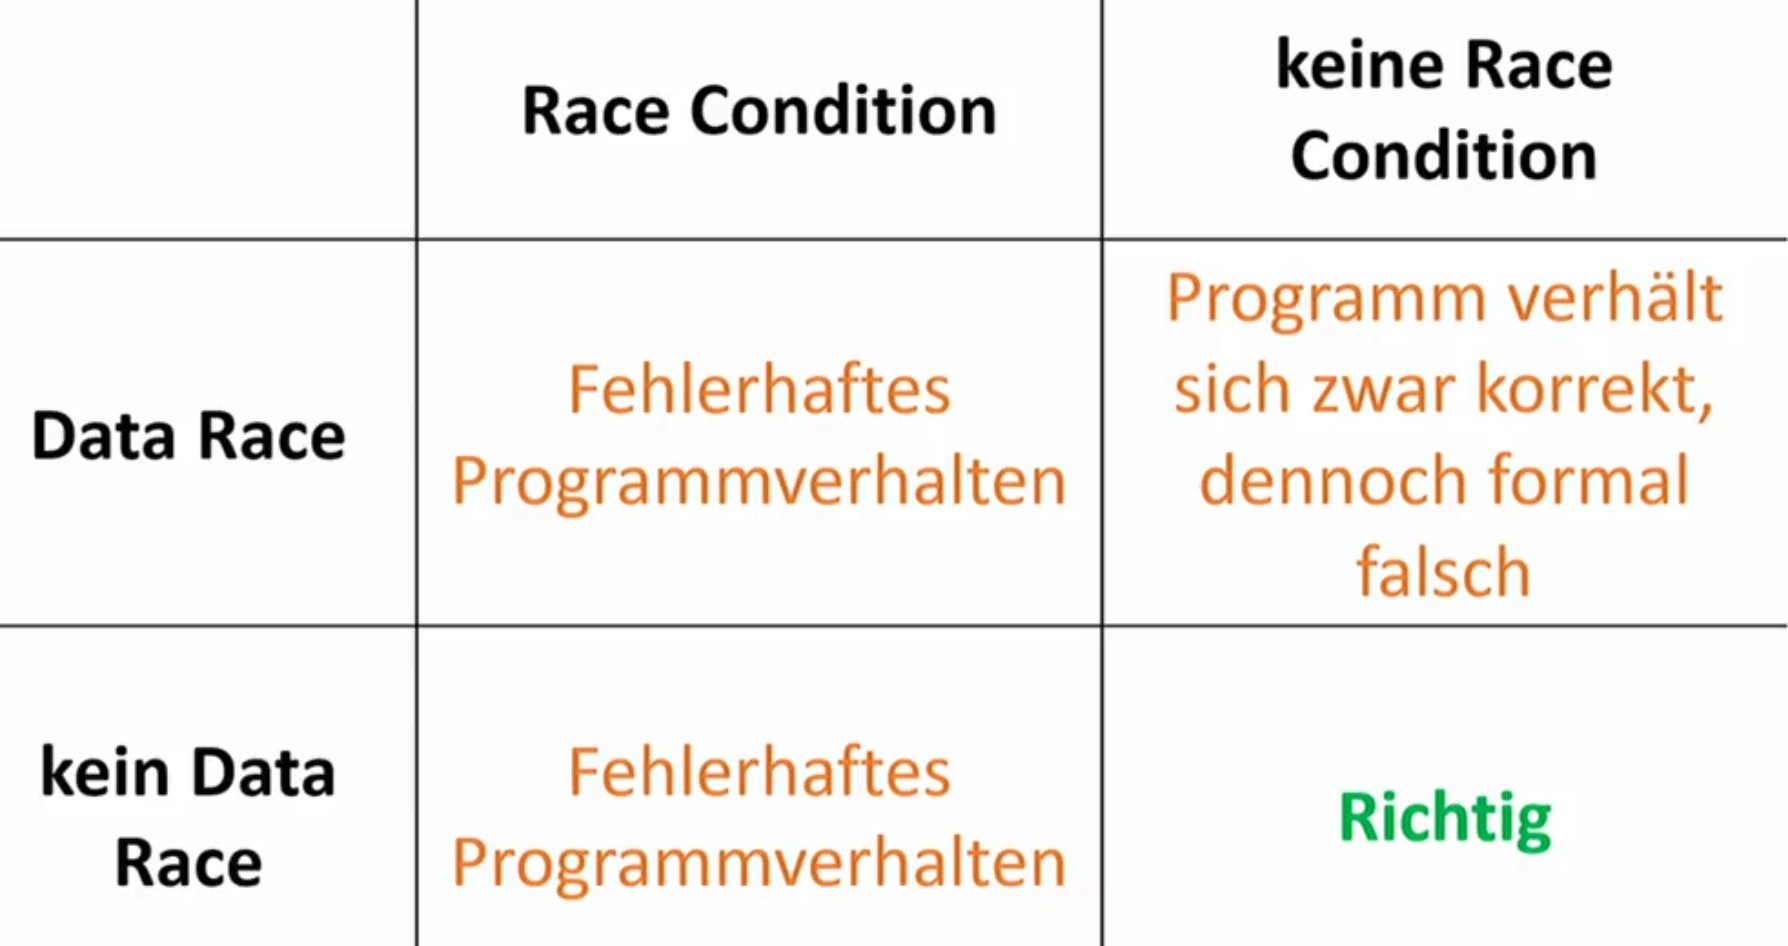 Race Condition
keine Race
Condition
Data Race
Fehlerhaftes
Programmverhalten
Programm verhält
sich zwar korrekt,
dennoch formal
falsch
kein Data
Race
Fehlerhaftes
Programmverhalten
Richtig